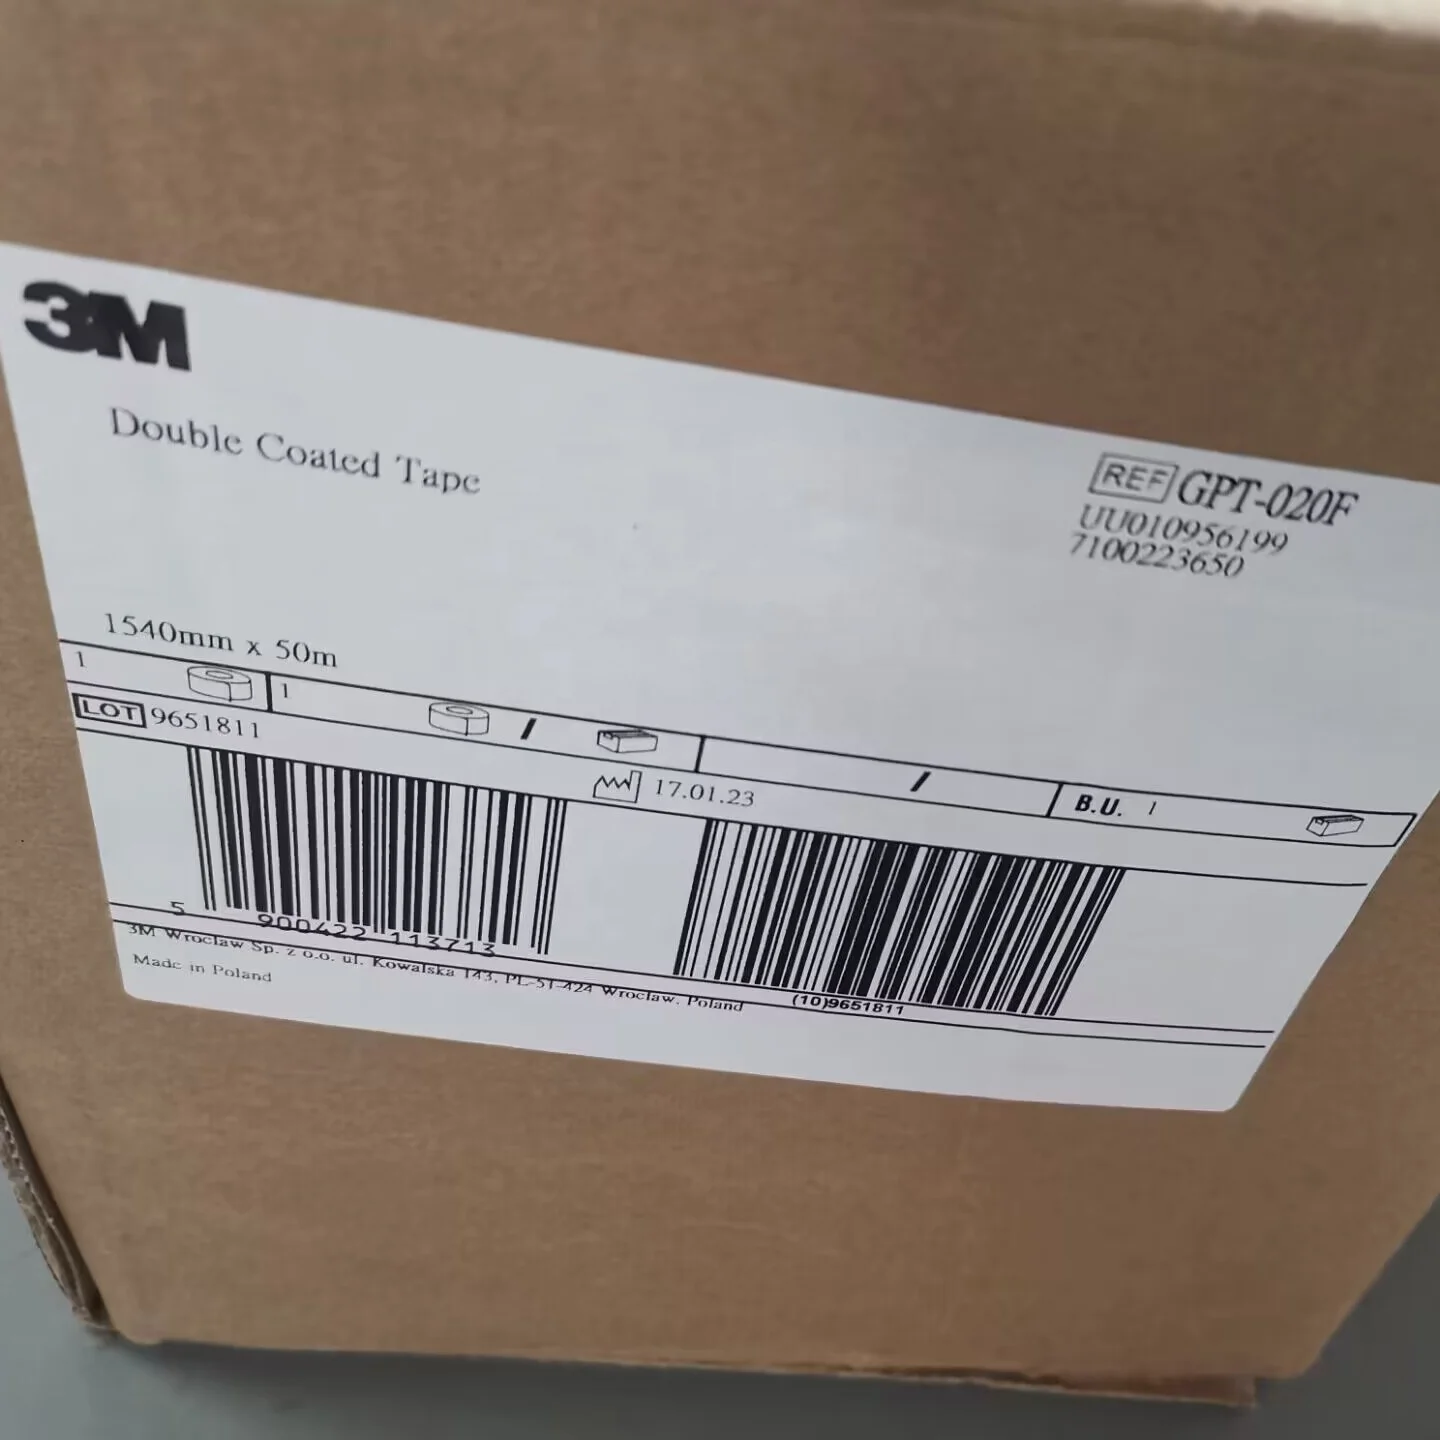 3M
Double Coated Tape
REF GPT-020F
UU010956199
7100223650
1540mm x 50m
1 1 / / B.U. 1
LOT 9651811
17.01.23
5 900422 113713
(10)9651811
3M Wroclaw Sp. z o.o. ul. Kowalska 143, PL-51-424 Wroclaw. Poland
Made in Poland